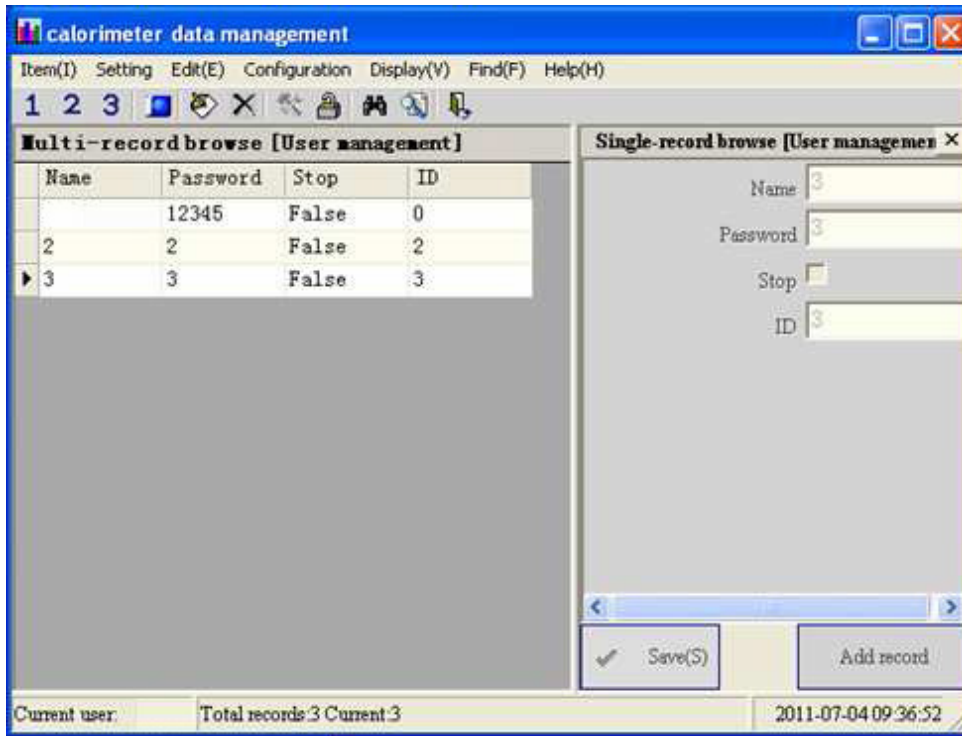 calorimeter data management
Item(I) Setting Edit(E) Configuration Display(V) Find(F) Help(H)
1 2 3
Multi-record browse [User management]
Name Password Stop ID
12345 False 0
2 2 False 2
3 3 False 3
Single-record browse [User managemen
Name 3
Password 3
Stop
ID 3
Save(S) Add record
Current user: Total records:3 Current:3 2011-07-04 09:36:52